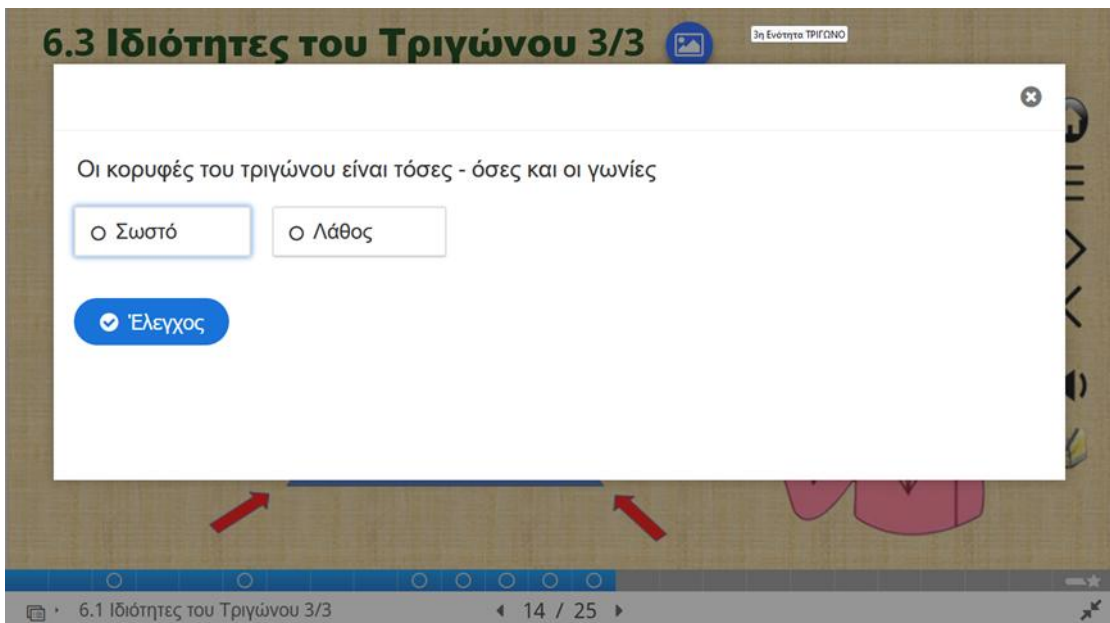 6.3 Ιδιότητες του Τριγώνου 3/3
3η Ενότητα ΤΡΙΓΩΝΟ
Οι κορυφές του τριγώνου είναι τόσες - όσες και οι γωνίες
Σωστό
Λάθος
Έλεγχος
6.1 Ιδιότητες του Τριγώνου 3/3
14 / 25